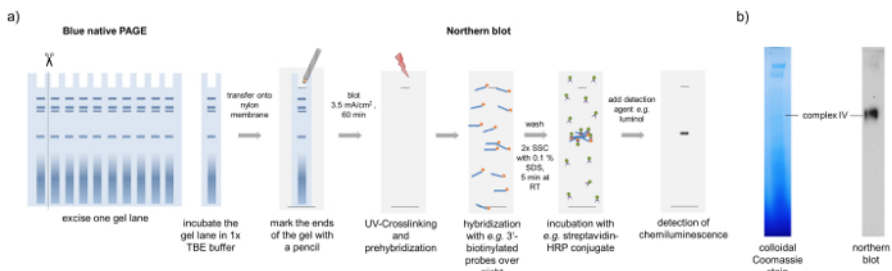 a)
Blue native PAGE
Northern blot
b)
transfer onto
nylon
membrane
blot
3.5 mA/cm²,
60 min
wash
2x SSC
with 0.1 %
SDS,
5 min at
RT
add detection
agent e.g.
luminol
complex IV
excise one gel lane
incubate the
gel lane in 1x
TBE buffer
mark the ends
of the gel with
a pencil
UV-Crosslinking
and
prehybridization
hybridization
with e.g. 3'-
biotinylated
probes over
night
incubation with
e.g. streptavidin-
HRP conjugate
detection of
chemiluminescence
colloidal
Coomassie
stain
northern
blot